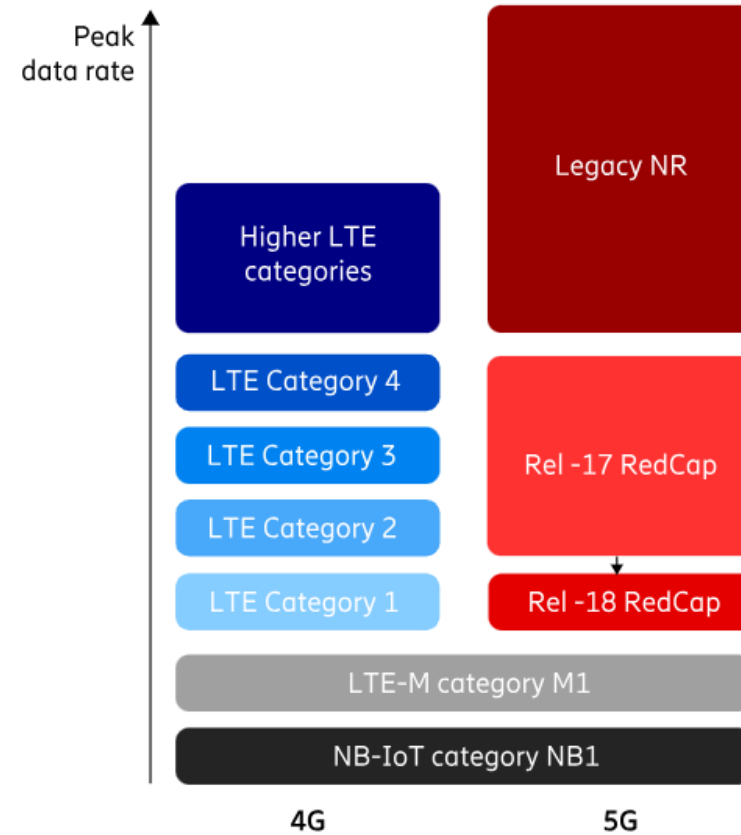 Peak
data rate
Legacy NR
Higher LTE
categories
LTE Category 4
LTE Category 3
Rel -17 RedCap
LTE Category 2
LTE Category 1
Rel -18 RedCap
LTE-M category M1
NB-IoT category NB1
4G
5G